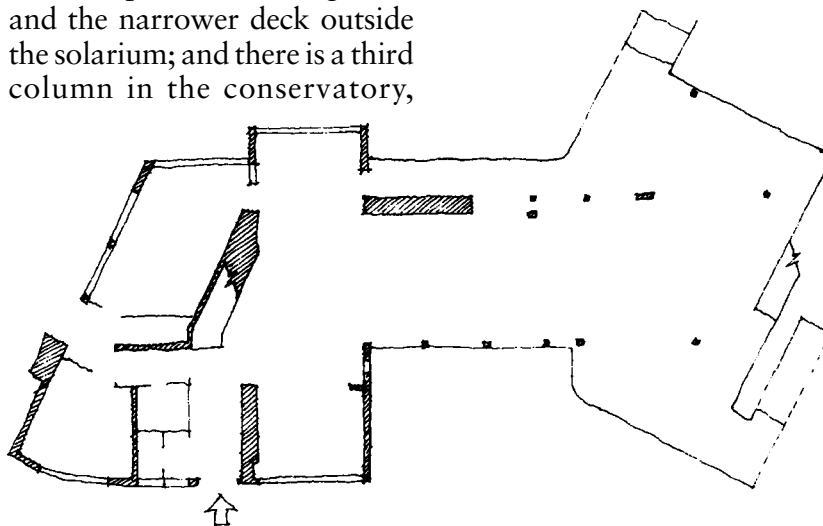 and the narrower deck outside
the solarium; and there is a third
column in the conservatory,